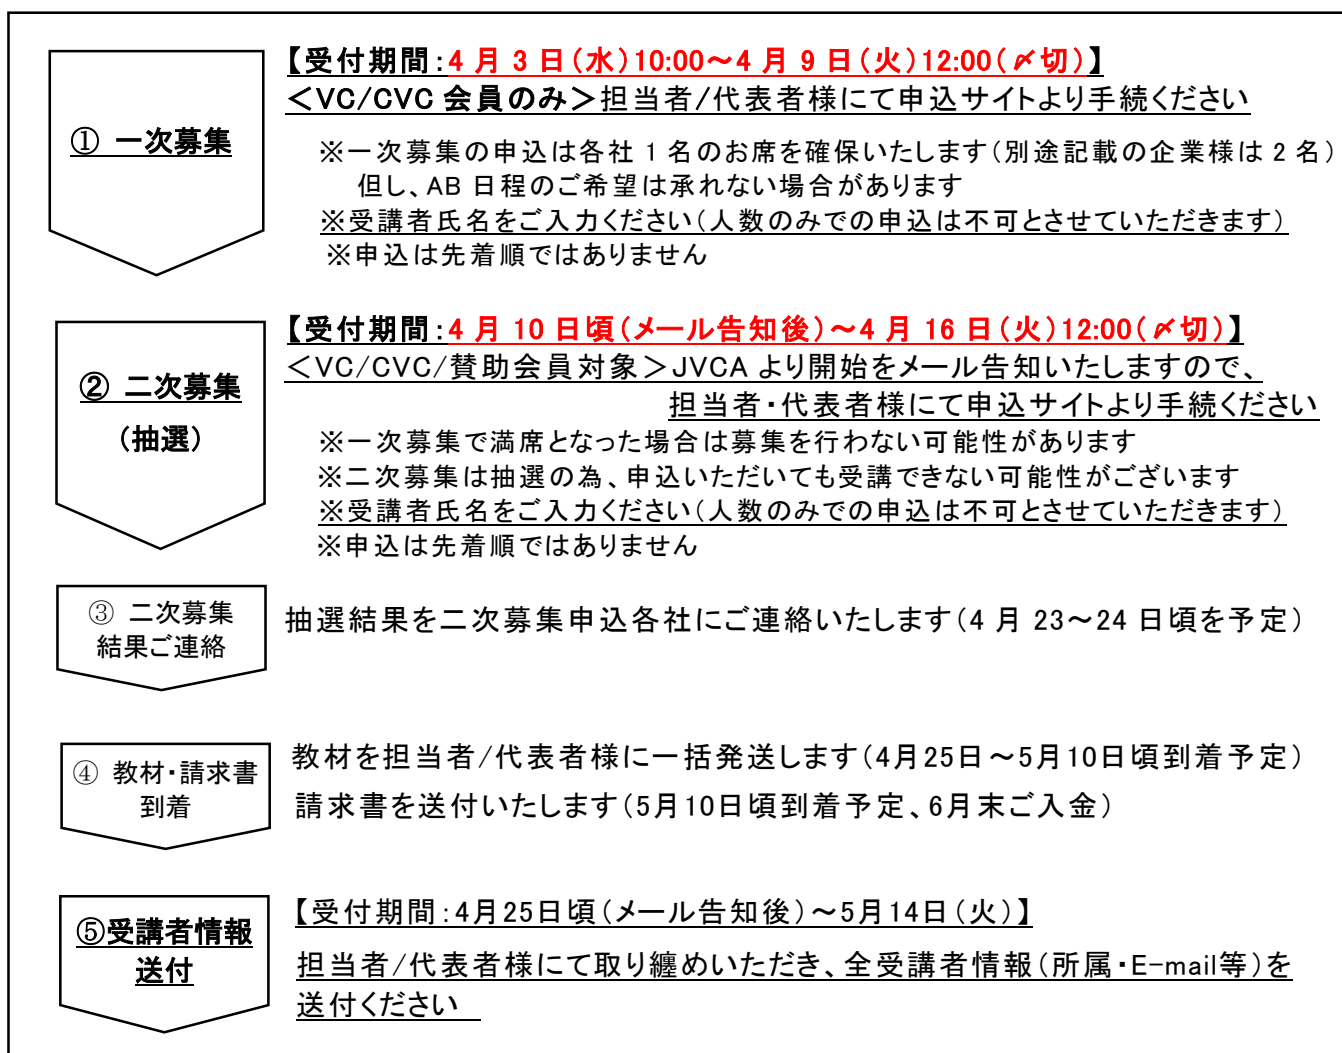 ① 一次募集
【受付期間:4 月 3 日(水)10:00~4 月 9 日(火)12:00(〆切)】
<VC/CVC 会員のみ>担当者/代表者様にて申込サイトより手続ください
※一次募集の申込は各社 1 名のお席を確保いたします(別途記載の企業様は 2 名)
但し、AB 日程のご希望は承れない場合があります
※受講者氏名をご入力ください(人数のみでの申込は不可とさせていただきます)
※申込は先着順ではありません
② 二次募集
(抽選)
【受付期間:4 月 10 日頃(メール告知後)~4 月 16 日(火)12:00(〆切)】
<VC/CVC/賛助会員対象>JVCA より開始をメール告知いたしますので、
担当者・代表者様にて申込サイトより手続ください
※一次募集で満席となった場合は募集を行わない可能性があります
※二次募集は抽選の為、申込いただいても受講できない可能性がございます
※受講者氏名をご入力ください(人数のみでの申込は不可とさせていただきます)
※申込は先着順ではありません
③ 二次募集
結果ご連絡
抽選結果を二次募集申込各社にご連絡いたします(4 月 23~24 日頃を予定)
④ 教材・請求書
到着
教材を担当者/代表者様に一括発送します(4月25日~5月10日頃到着予定)
請求書を送付いたします(5月10日頃到着予定、6月末ご入金)
⑤受講者情報
送付
【受付期間:4月25日頃(メール告知後)~5月14日(火)】
担当者/代表者様にて取り纏めいただき、全受講者情報(所属・E-mail等)を
送付ください